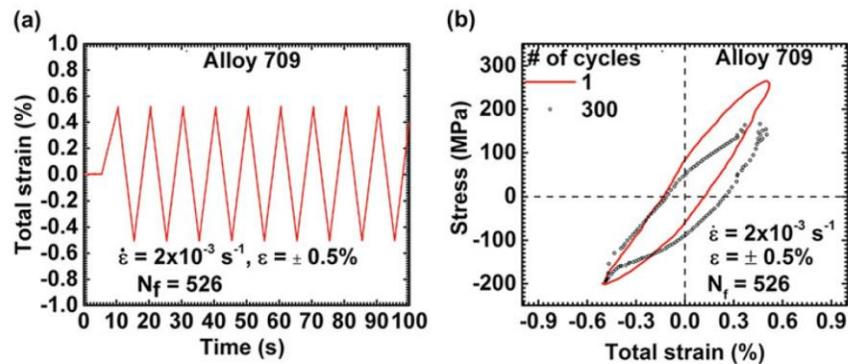 (a)
Alloy 709
Total strain (%)
1.0
0.8
0.6
0.4
0.2
0.0
-0.2
-0.4
-0.6
-0.8
-1.0
ε̇ = 2x10⁻³ s⁻¹, ε = ± 0.5%
N_f = 526
0 10 20 30 40 50 60 70 80 90 100
Time (s)
(b)
# of cycles
1
300
Alloy 709
Stress (MPa)
300
200
100
0
-100
-200
ε̇ = 2x10⁻³ s⁻¹
ε = ± 0.5%
N_f = 526
-0.9 -0.6 -0.3 0.0 0.3 0.6 0.9
Total strain (%)